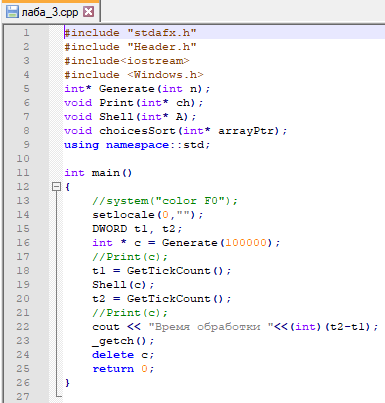 лаба_3.cpp
1 #include "stdafx.h"
2 #include "Header.h"
3 #include<iostream>
4 #include <Windows.h>
5 int* Generate(int n);
6 void Print(int* ch);
7 void Shell(int* A);
8 void choicesSort(int* arrayPtr);
9 using namespace::std;
10
11 int main()
12 {
13 //system("color F0");
14 setlocale(0,"");
15 DWORD t1, t2;
16 int * c = Generate(100000);
17 //Print(c);
18 t1 = GetTickCount();
19 Shell(c);
20 t2 = GetTickCount();
21 //Print(c);
22 cout << "Время обработки "<<(int)(t2-t1);
23 _getch();
24 delete c;
25 return 0;
26 }
27